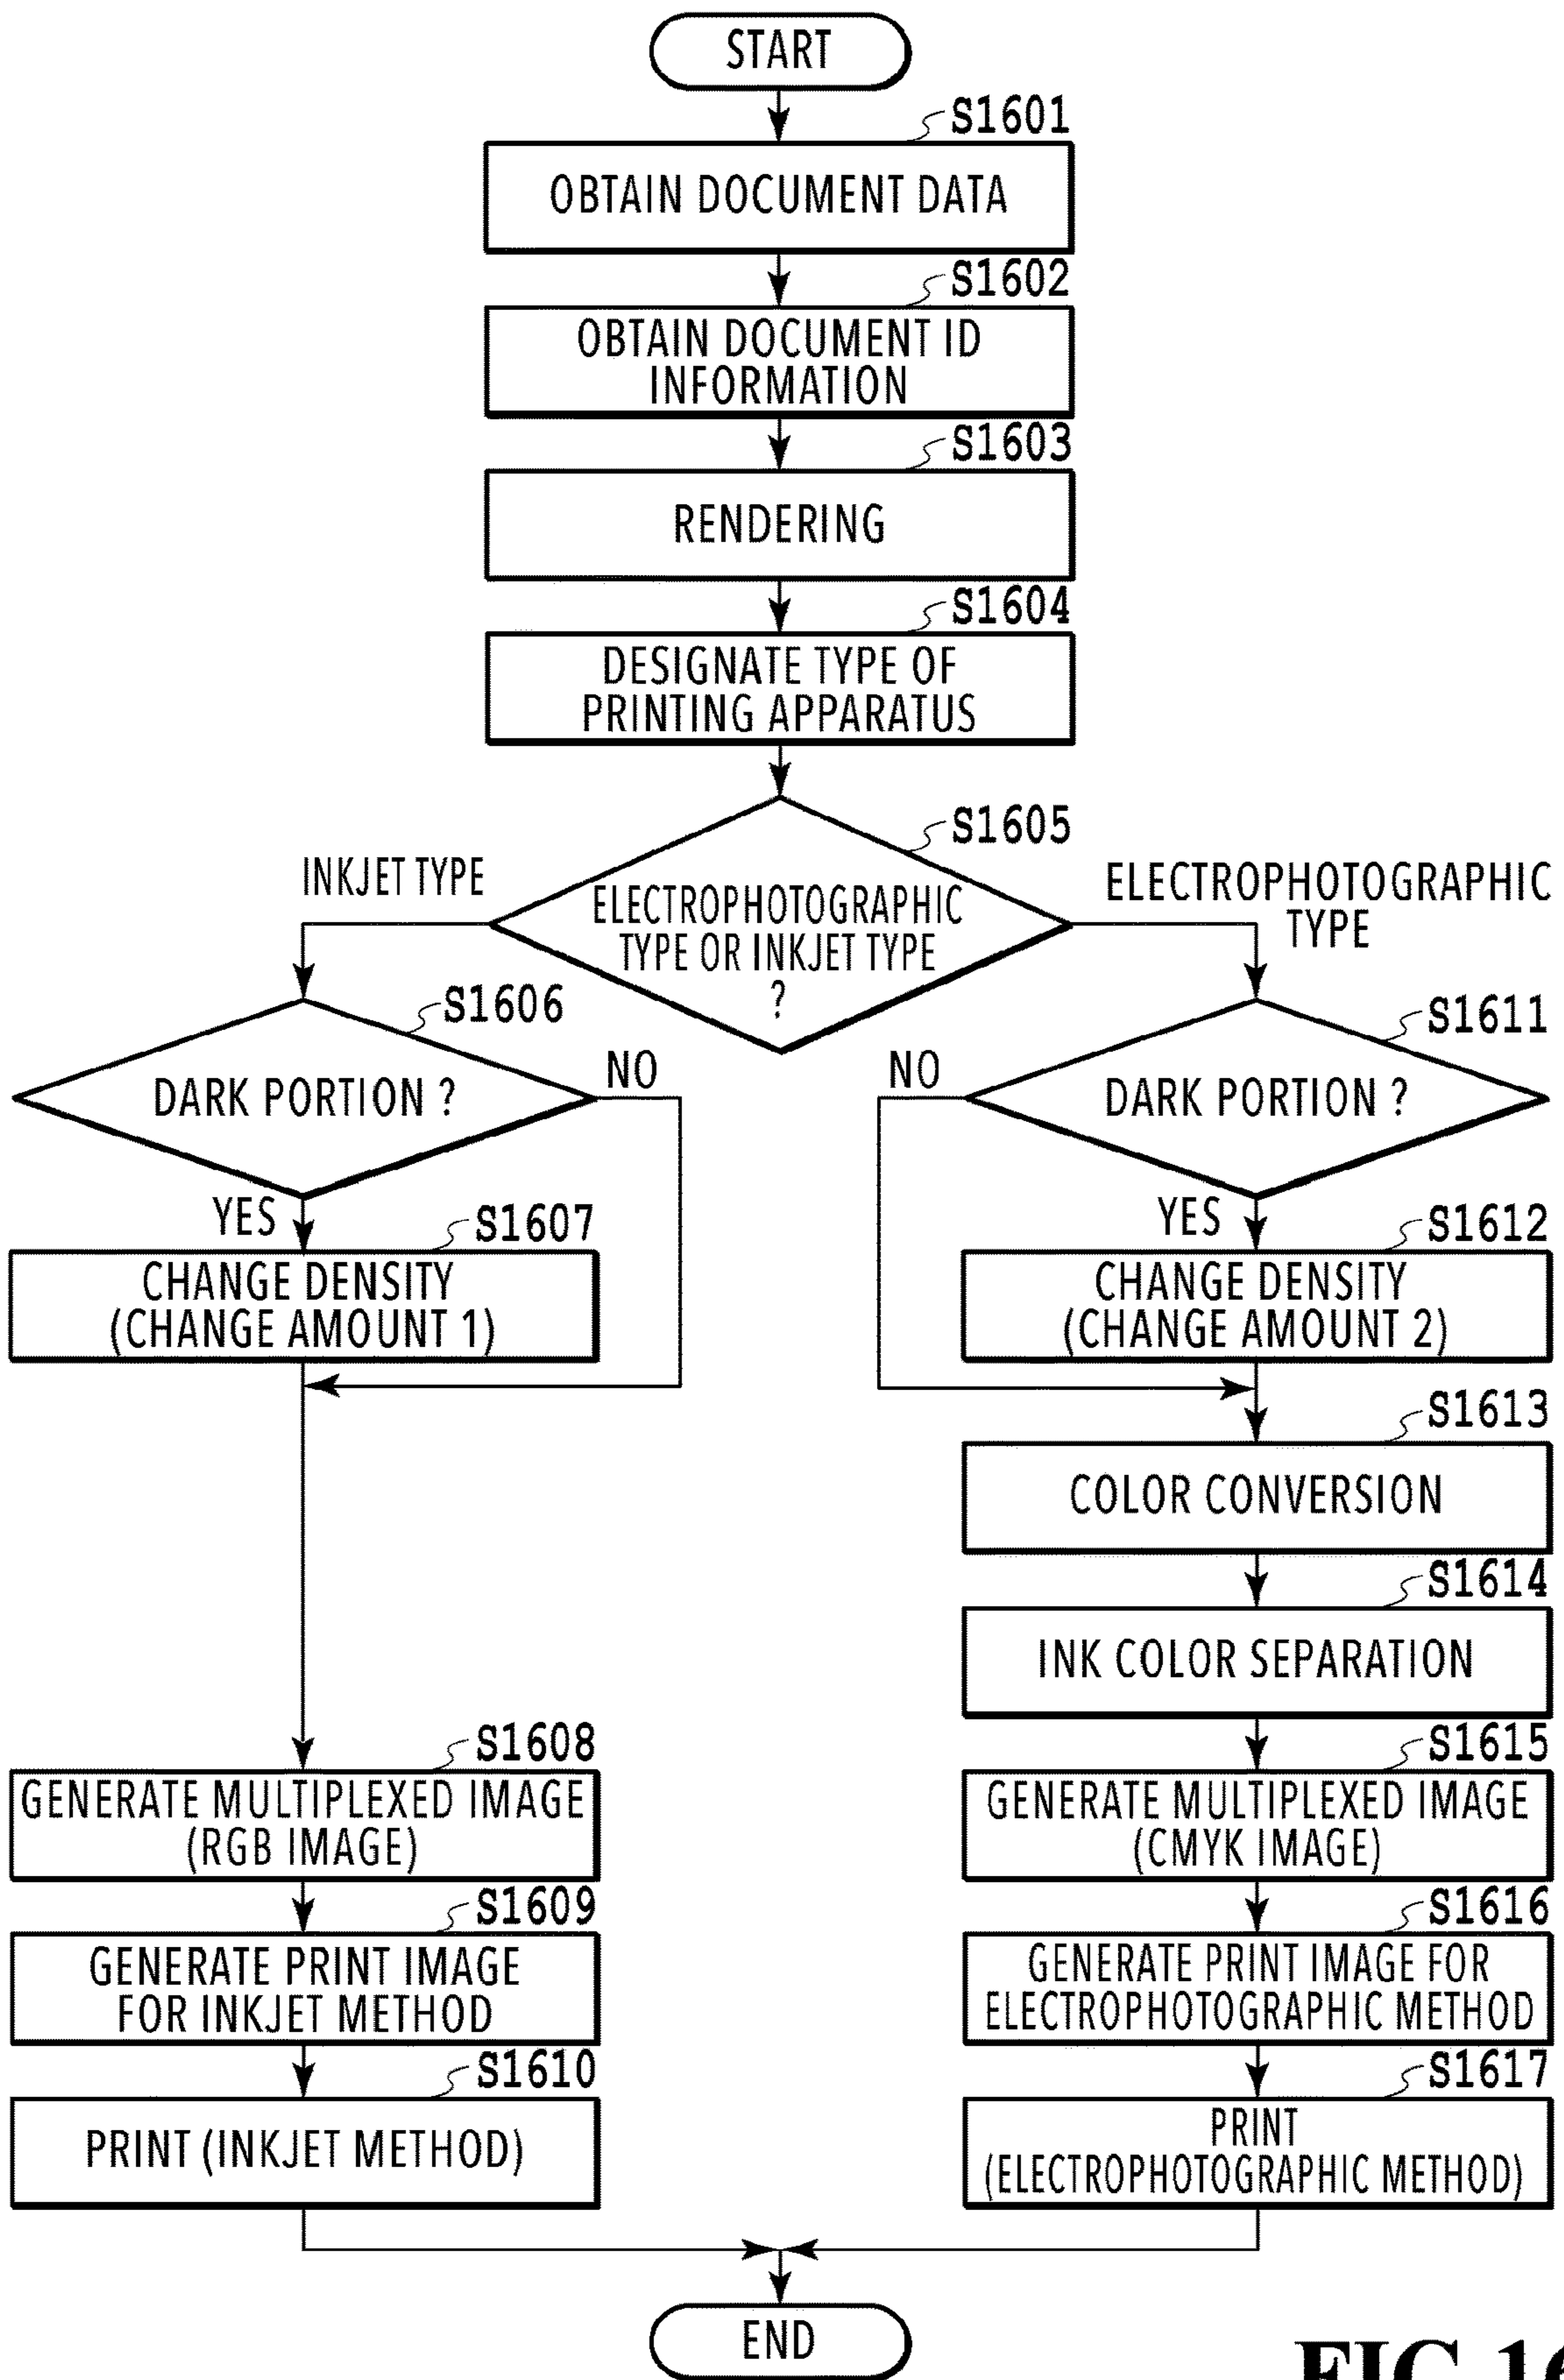 START
S1601
OBTAIN DOCUMENT DATA
S1602
OBTAIN DOCUMENT ID
INFORMATION
S1603
RENDERING
S1604
DESIGNATE TYPE OF
PRINTING APPARATUS
S1605
ELECTROPHOTOGRAPHIC
TYPE OR INKJET TYPE
?
INKJET TYPE
S1606
DARK PORTION ?
NO
YES
S1607
CHANGE DENSITY
(CHANGE AMOUNT 1)
S1608
GENERATE MULTIPLEXED IMAGE
(RGB IMAGE)
S1609
GENERATE PRINT IMAGE
FOR INKJET METHOD
S1610
PRINT (INKJET METHOD)
ELECTROPHOTOGRAPHIC
TYPE
S1611
DARK PORTION ?
NO
YES
S1612
CHANGE DENSITY
(CHANGE AMOUNT 2)
S1613
COLOR CONVERSION
S1614
INK COLOR SEPARATION
S1615
GENERATE MULTIPLEXED IMAGE
(CMYK IMAGE)
S1616
GENERATE PRINT IMAGE FOR
ELECTROPHOTOGRAPHIC METHOD
S1617
PRINT
(ELECTROPHOTOGRAPHIC METHOD)
END